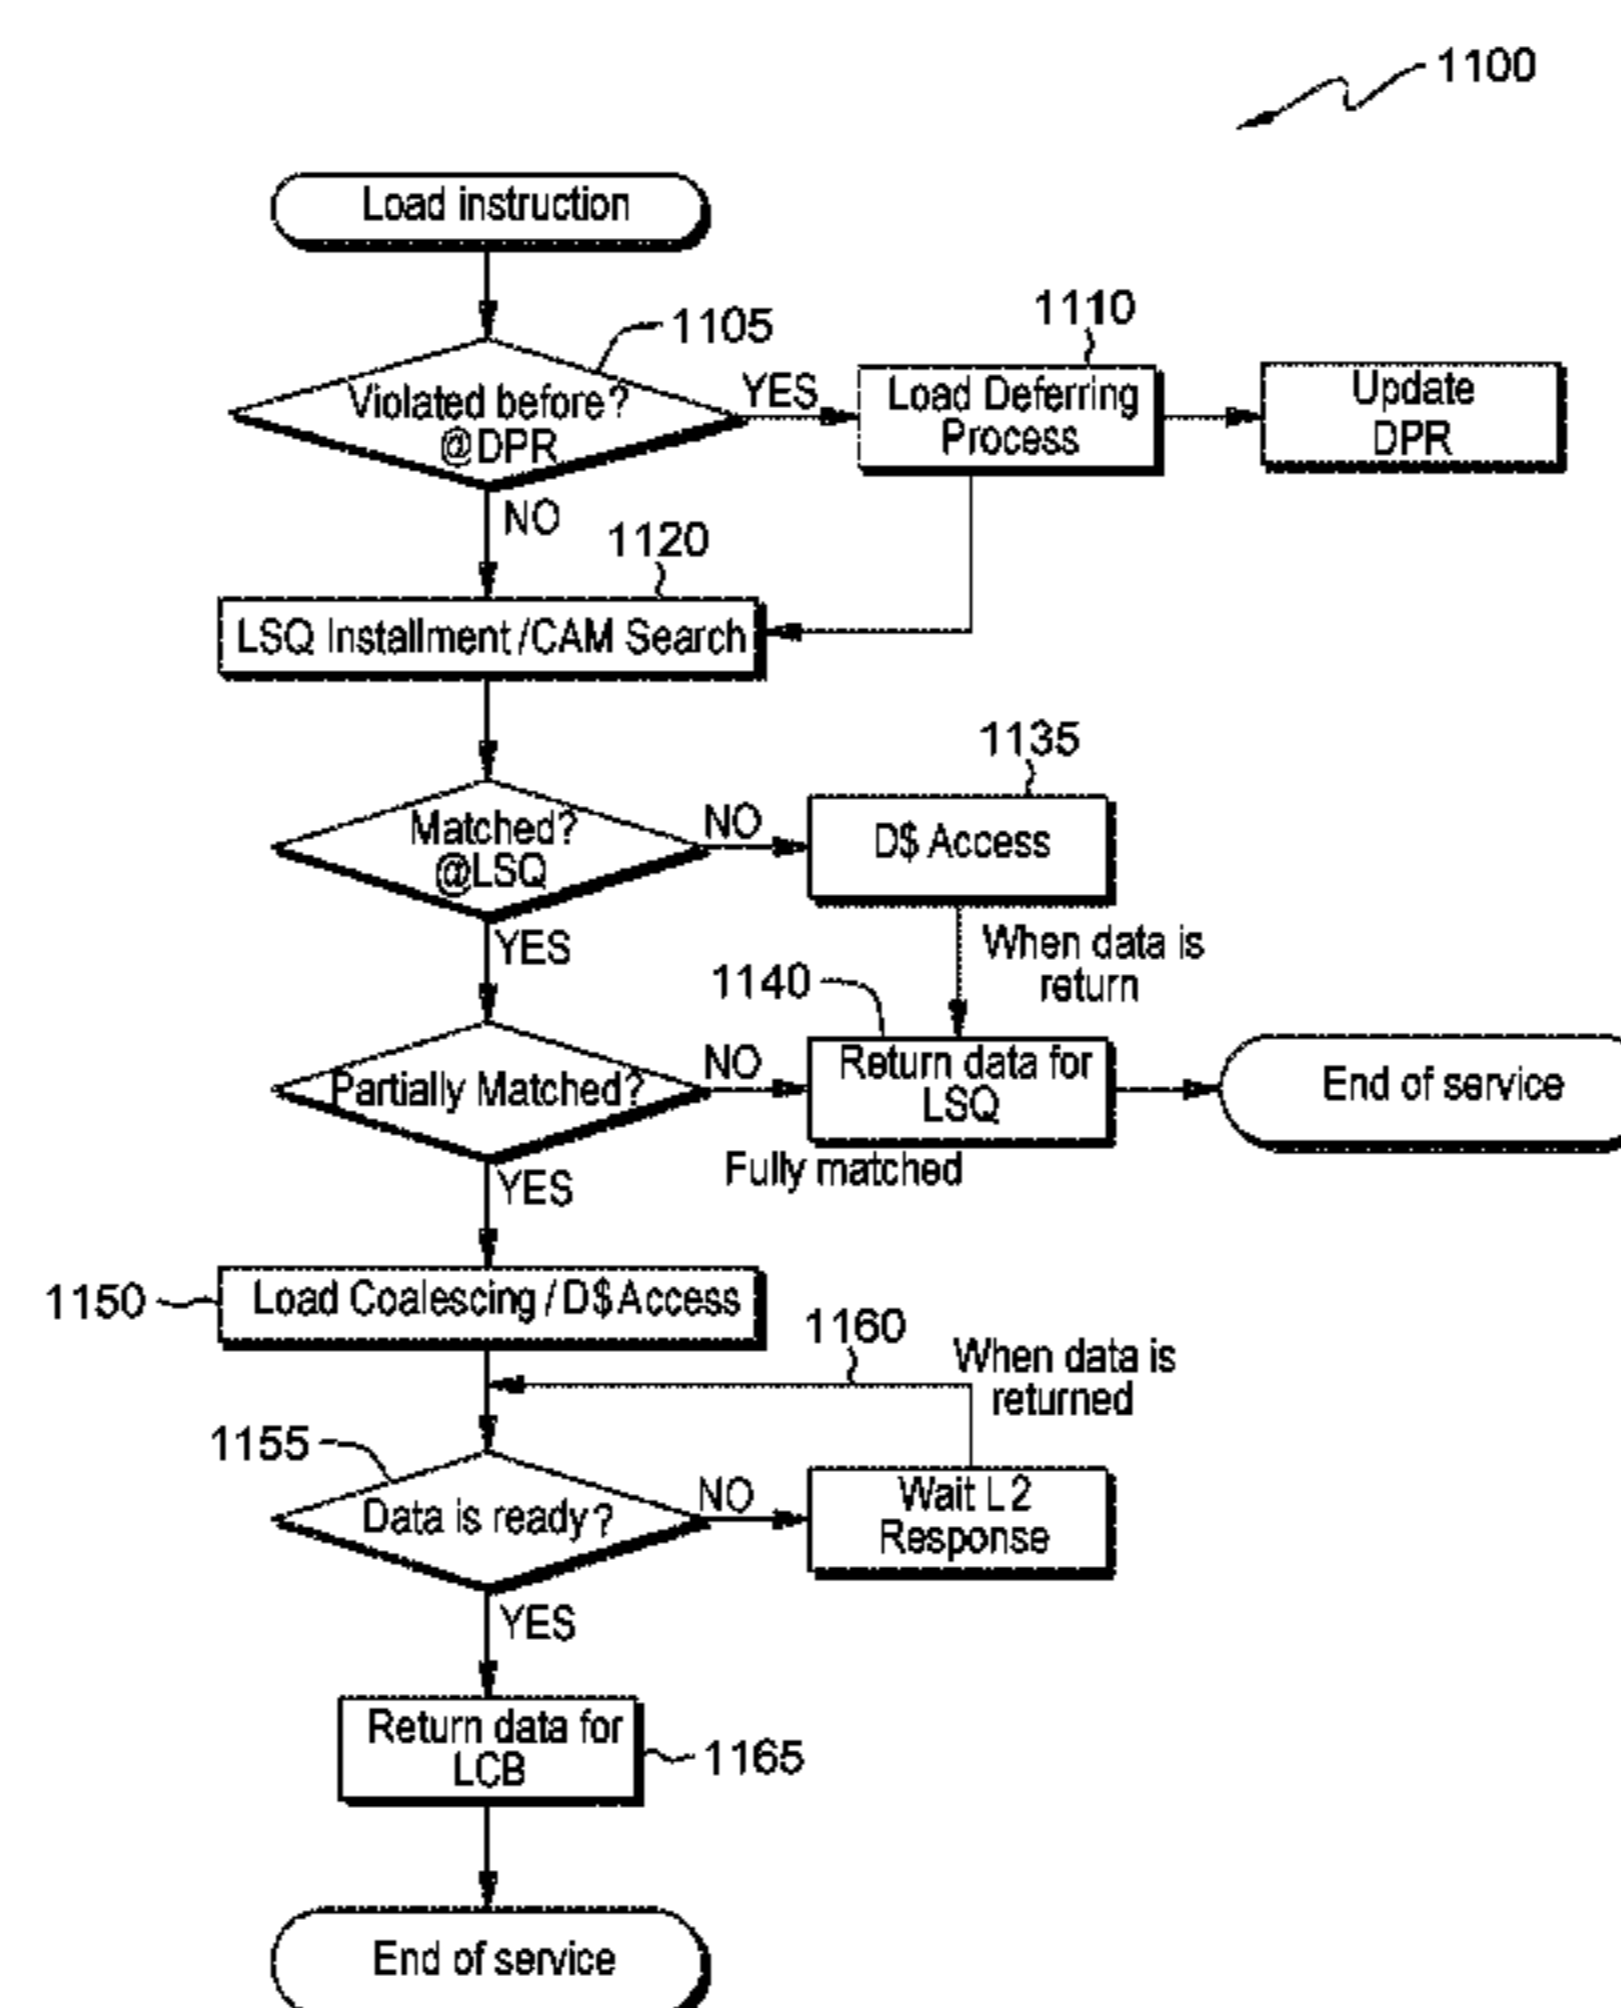 1100
Load instruction
1105
Violated before?
@DPR
YES
NO
1110
Load Deferring
Process
Update
DPR
1120
LSQ Installment /CAM Search
Matched?
@LSQ
NO
YES
1135
D$ Access
When data is
return
1140
Partially Matched?
NO
YES
Return data for
LSQ
Fully matched
End of service
1150
Load Coalescing / D$ Access
1160
When data is
returned
1155
Data is ready?
NO
YES
Wait L2
Response
Return data for
LCB
1165
End of service